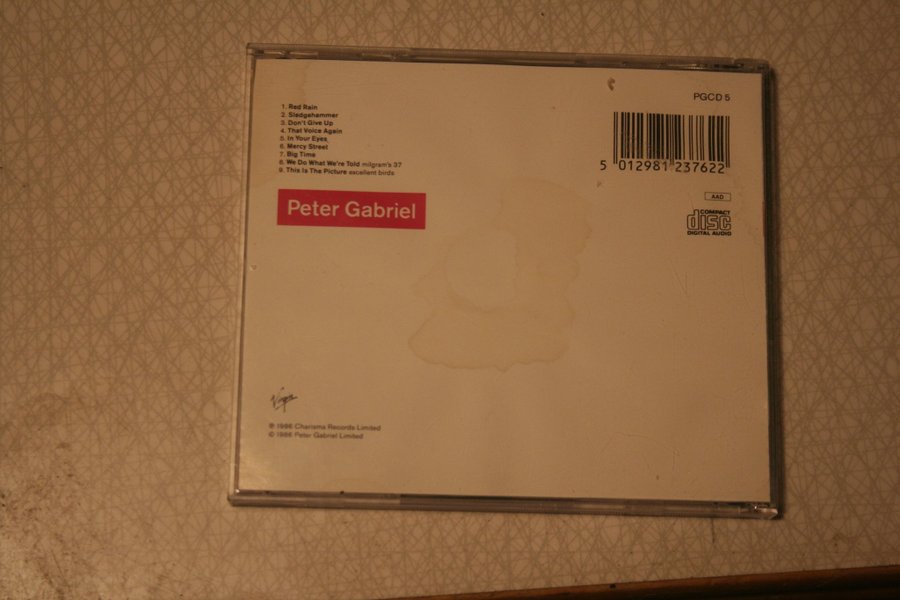 1. Red Rain
2. Sledgehammer
3. Don't Give Up
4. That Voice Again
5. In Your Eyes
6. Mercy Street
7. Big Time
8. We Do What We're Told milgram's 37
9. This Is The Picture excellent birds
Peter Gabriel
PGCD 5
5 012981 237622
AAD
COMPACT
disc
DIGITAL AUDIO
Virgin
℗ 1986 Charisma Records Limited
© 1986 Peter Gabriel Limited